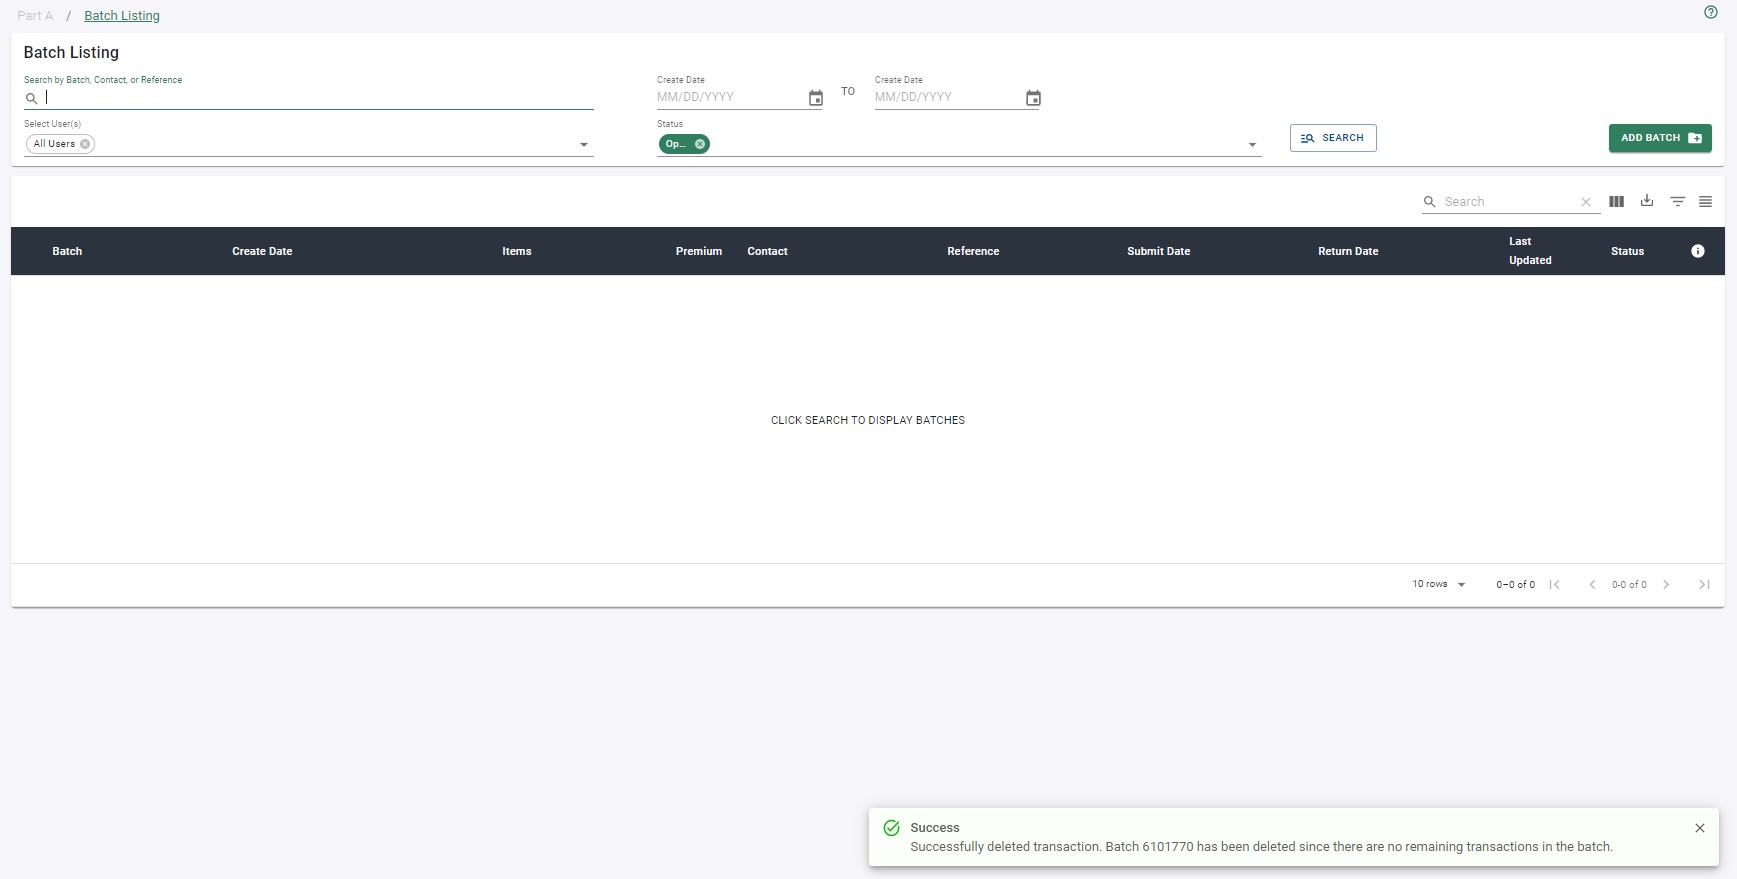 Part A / Batch Listing
Batch Listing
Search by Batch, Contact, or Reference
Create Date
Create Date
MM/DD/YYYY
TO
MM/DD/YYYY
Select User(s)
Status
All Users
Op...
SEARCH
ADD BATCH
Search
Batch Create Date Items Premium Contact Reference Submit Date Return Date Last Updated Status
CLICK SEARCH TO DISPLAY BATCHES
10 rows 0–0 of 0 0-0 of 0
Success
Successfully deleted transaction. Batch 6101770 has been deleted since there are no remaining transactions in the batch.